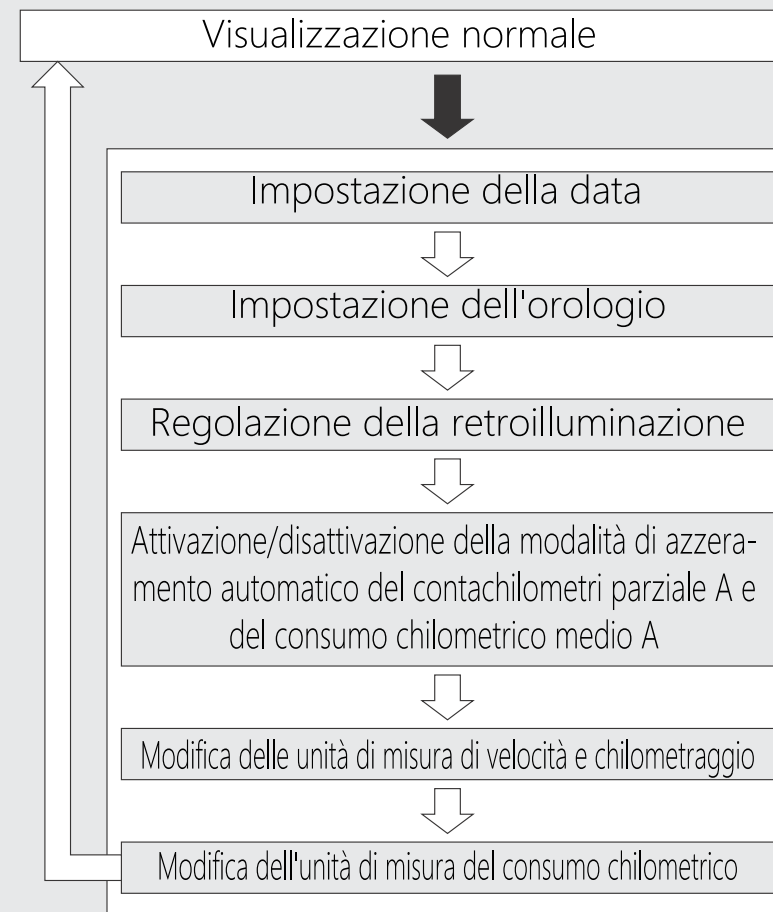 Visualizzazione normale
Impostazione della data
Impostazione dell'orologio
Regolazione della retroilluminazione
Attivazione/disattivazione della modalità di azzera-
mento automatico del contachilometri parziale A e
del consumo chilometrico medio A
Modifica delle unità di misura di velocità e chilometraggio
Modifica dell'unità di misura del consumo chilometrico